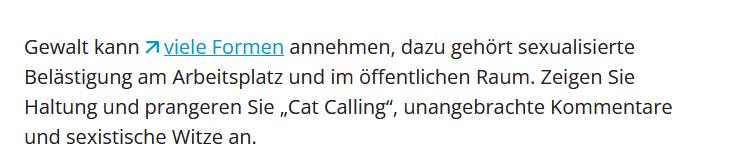 Gewalt kann viele Formen annehmen, dazu gehört sexualisierte
Belästigung am Arbeitsplatz und im öffentlichen Raum. Zeigen Sie
Haltung und prangeren Sie „Cat Calling“, unangebrachte Kommentare
und sexistische Witze an.